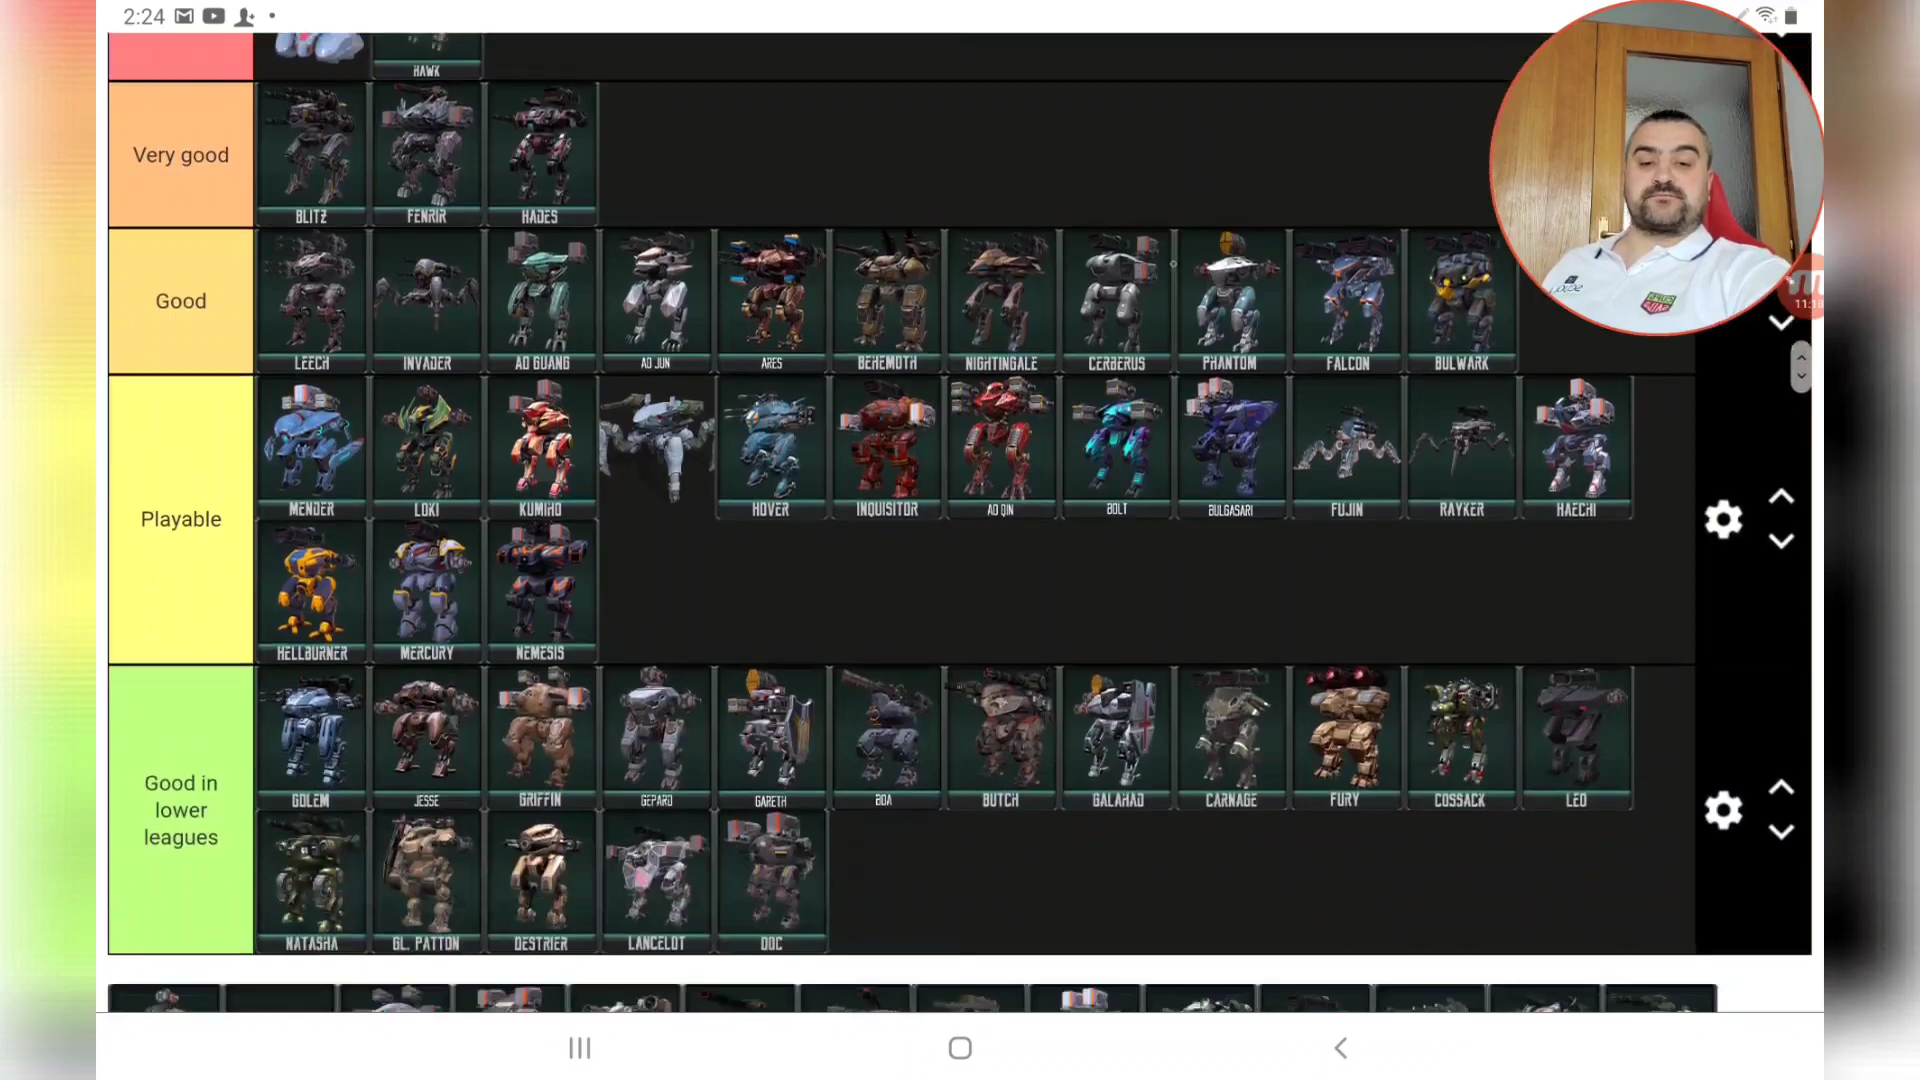 2:24
HAWK
Very good
BLITZ FENRIR HADES
Good
LEECH INVADER AO GUANG AO JUN ARES BEHEMOTH NIGHTINGALE CERBERUS PHANTOM FALCON BULWARK
11:18
Playable
MENDER LOKI KUMIHO HOVER INQUISITOR AO QIN BOLT BULGASARI FUJIN RAYKER HAECHI
HELLBURNER MERCURY NEMESIS
Good in
lower
leagues
GOLEM JESSE GRIFFIN GEPARD GARETH BOA BUTCH GALAHAD CARNAGE FURY COSSACK LEO
NATASHA GL. PATTON DESTRIER LANCELOT DOC